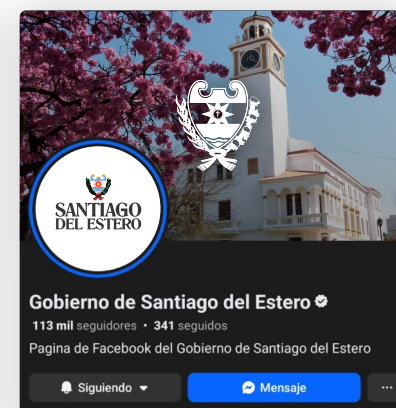 SANTIAGO
DEL ESTERO
Gobierno de Santiago del Estero
113 mil seguidores • 341 seguidos
Pagina de Facebook del Gobierno de Santiago del Estero
Siguiendo
Mensaje